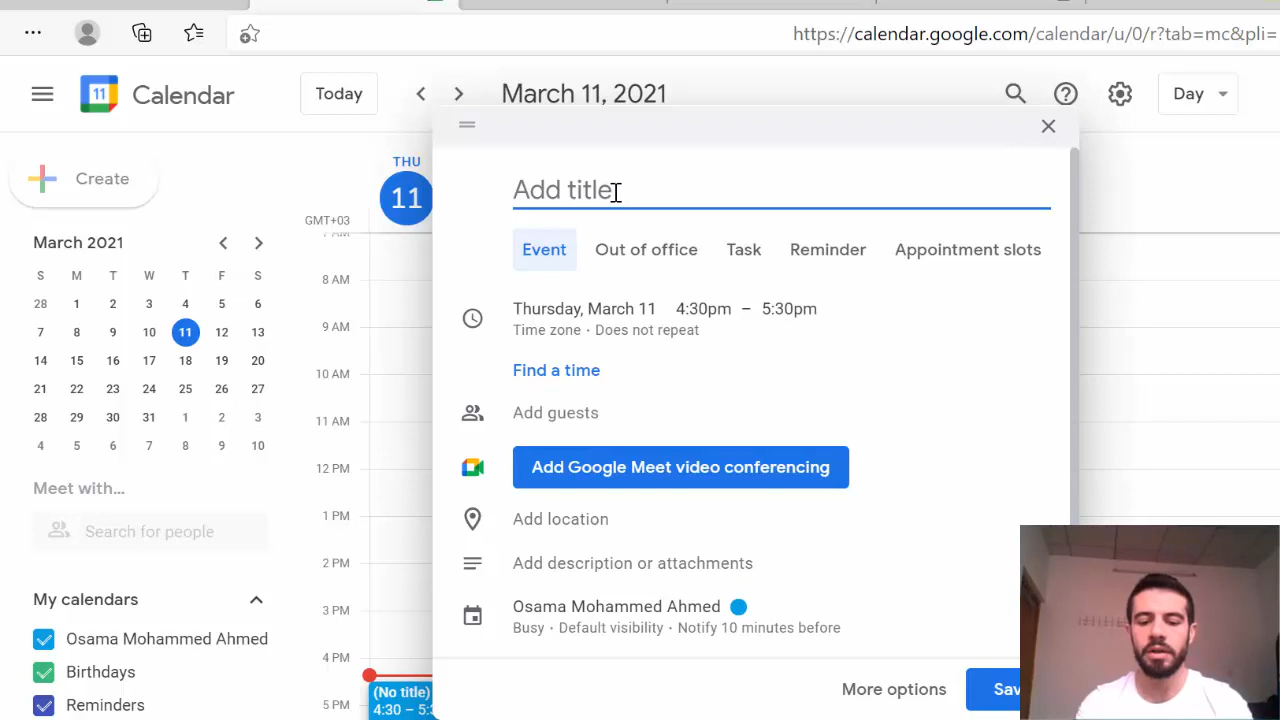 https://calendar.google.com/calendar/u/0/r?tab=mc&pli=
11
Calendar
Today
March 11, 2021
Day
Create
THU
11
GMT+03
7 AM
8 AM
9 AM
10 AM
11 AM
12 PM
1 PM
2 PM
3 PM
4 PM
5 PM
March 2021
S M T W T F S
28 1 2 3 4 5 6
7 8 9 10 11 12 13
14 15 16 17 18 19 20
21 22 23 24 25 26 27
28 29 30 31 1 2 3
4 5 6 7 8 9 10
Meet with...
Search for people
My calendars
Osama Mohammed Ahmed
Birthdays
Reminders
(No title)
4:30 – 5:3
Add title
Event Out of office Task Reminder Appointment slots
Thursday, March 11 4:30pm – 5:30pm
Time zone · Does not repeat
Find a time
Add guests
Add Google Meet video conferencing
Add location
Add description or attachments
Osama Mohammed Ahmed
Busy · Default visibility · Notify 10 minutes before
More options
Sav